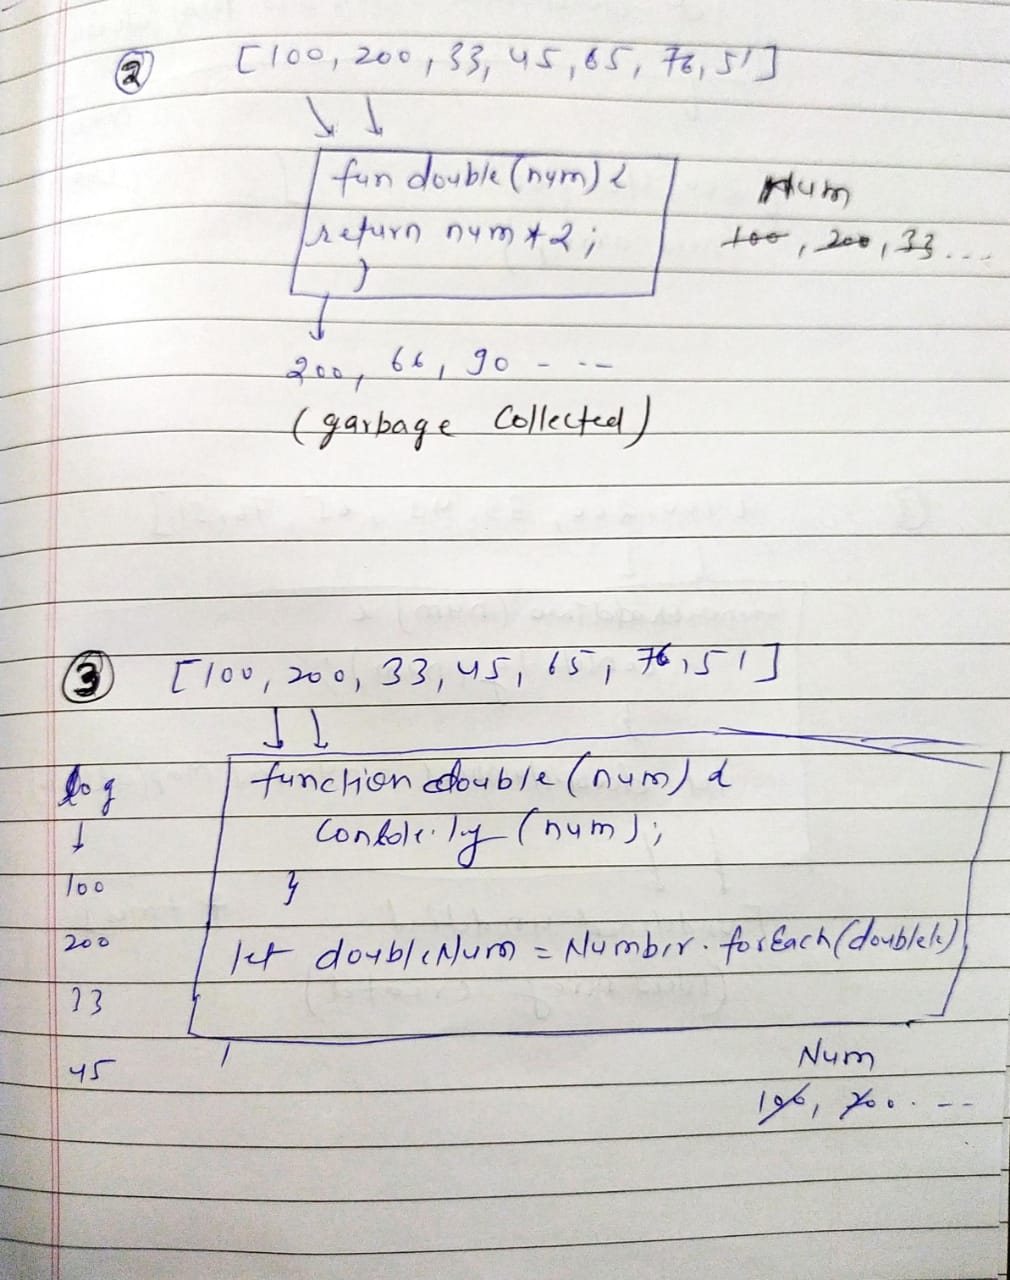 ② [100, 200, 33, 45, 65, 76, 51]
fun double (num) {
return num * 2;
}
Num
100, 200, 33 ...
200, 66, 90 - ---
(garbage Collected)
③ [100, 200, 33, 45, 65, 76, 51]
function double (num) {
console.log (num);
}
let doubleNum = Number.forEach(double)
log
100
200
33
45
Num
100, 200 . --